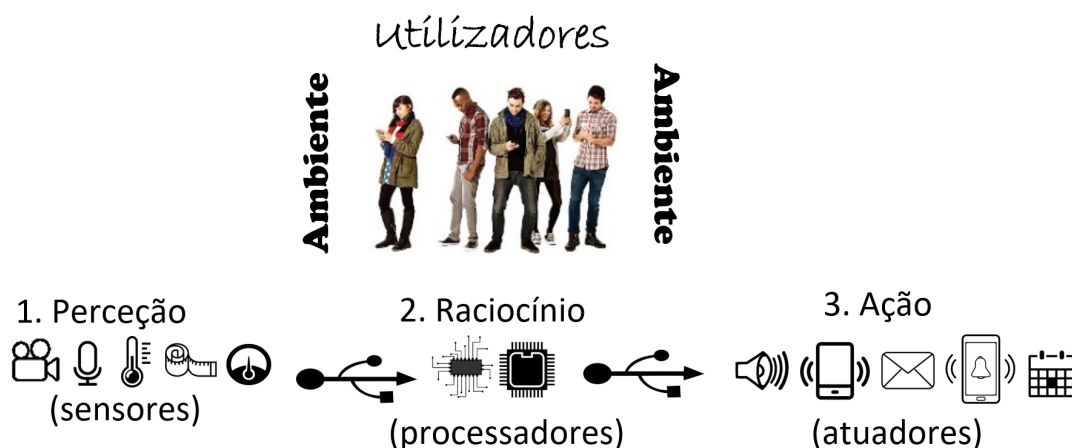 Utilizadores
Ambiente
Ambiente
1. Perceção
2. Raciocínio
3. Ação
(sensores)
(processadores)
(atuadores)